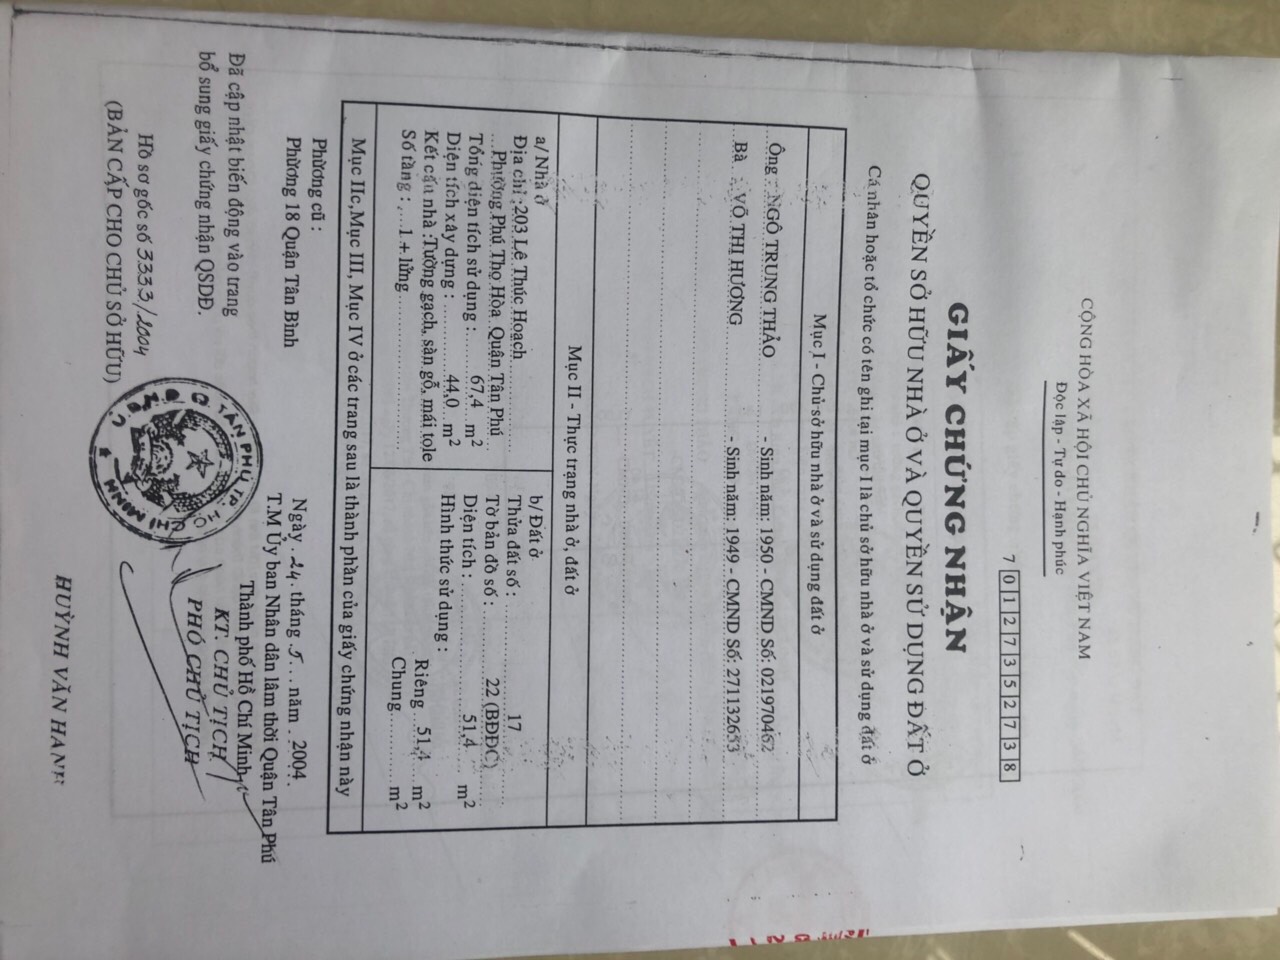 CỘNG HÒA XÃ HỘI CHỦ NGHĨA VIỆT NAM
Độc lập - Tự do - Hạnh phúc
7 0 1 2 7 3 5 2 7 3 8
GIẤY CHỨNG NHẬN
QUYỀN SỞ HỮU NHÀ Ở VÀ QUYỀN SỬ DỤNG ĐẤT Ở
Cá nhân hoặc tổ chức có tên ghi tại mục I là chủ sở hữu nhà ở và sử dụng đất ở
Mục I - Chủ sở hữu nhà ở và sử dụng đất ở
Ông : NGÔ TRUNG THẢO - Sinh năm: 1950 - CMND Số: 021970462
Bà : VÕ THỊ HƯƠNG - Sinh năm: 1949 - CMND Số: 271132653
Mục II - Thực trạng nhà ở, đất ở
a/ Nhà ở
Địa chỉ : 203 Lê Thúc Hoạch
Phường Phú Thọ Hòa Quận Tân Phú
Tổng diện tích sử dụng : 67,4 m2
Diện tích xây dựng : 44,0 m2
Kết cấu nhà : Tường gạch, sàn gỗ, mái tole
Số tầng : 1 + lửng
b/ Đất ở
Thửa đất số : 17
Tờ bản đồ số : 22 (BĐĐC)
Diện tích : 51,4 m2
Hình thức sử dụng :
Riêng 51,4 m2
Chung m2
Mục IIc, Mục III, Mục IV ở các trang sau là thành phần của giấy chứng nhận này
Phường cũ :
Phường 18 Quận Tân Bình
Ngày 24 tháng 5 năm 2004
T.M Ủy ban Nhân dân lâm thời Quận Tân Phú
Thành phố Hồ Chí Minh
KT. CHỦ TỊCH
PHÓ CHỦ TỊCH
U.B.N.D Q. TÂN PHÚ T.P. HỒ CHÍ MINH
Đã cập nhật biến động vào trang
bổ sung giấy chứng nhận QSDĐ.
Hồ sơ gốc số 3333/2004
(BẢN CẤP CHO CHỦ SỞ HỮU)
HUỲNH VĂN HẠNH